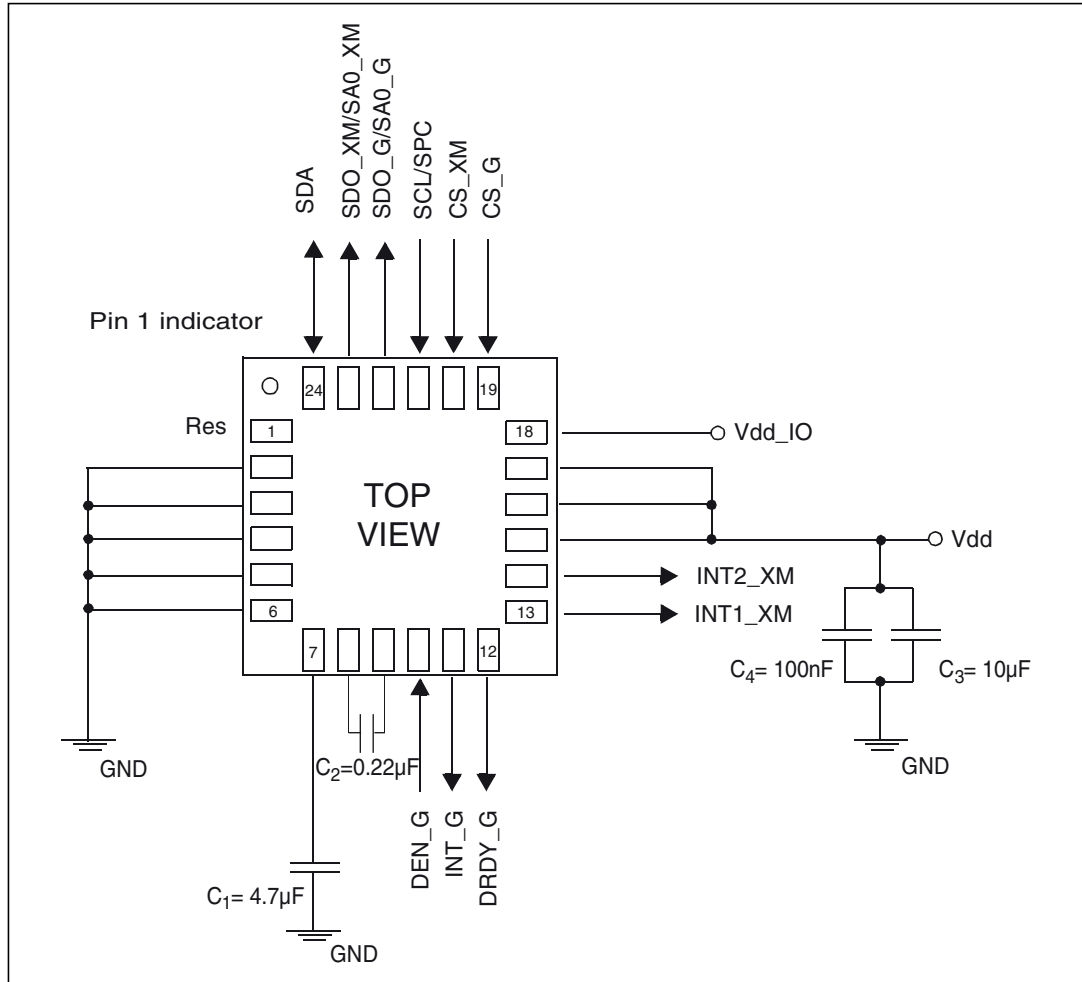 SDA
SDO_XM/SA0_XM
SDO_G/SA0_G
SCL/SPC
CS_XM
CS_G
Pin 1 indicator
24
19
Res
1
18
Vdd_IO
TOP
VIEW
Vdd
INT2_XM
6
13
INT1_XM
7
12
C4= 100nF
C3= 10µF
GND
C2=0.22µF
GND
DEN_G
INT_G
DRDY_G
C1= 4.7µF
GND